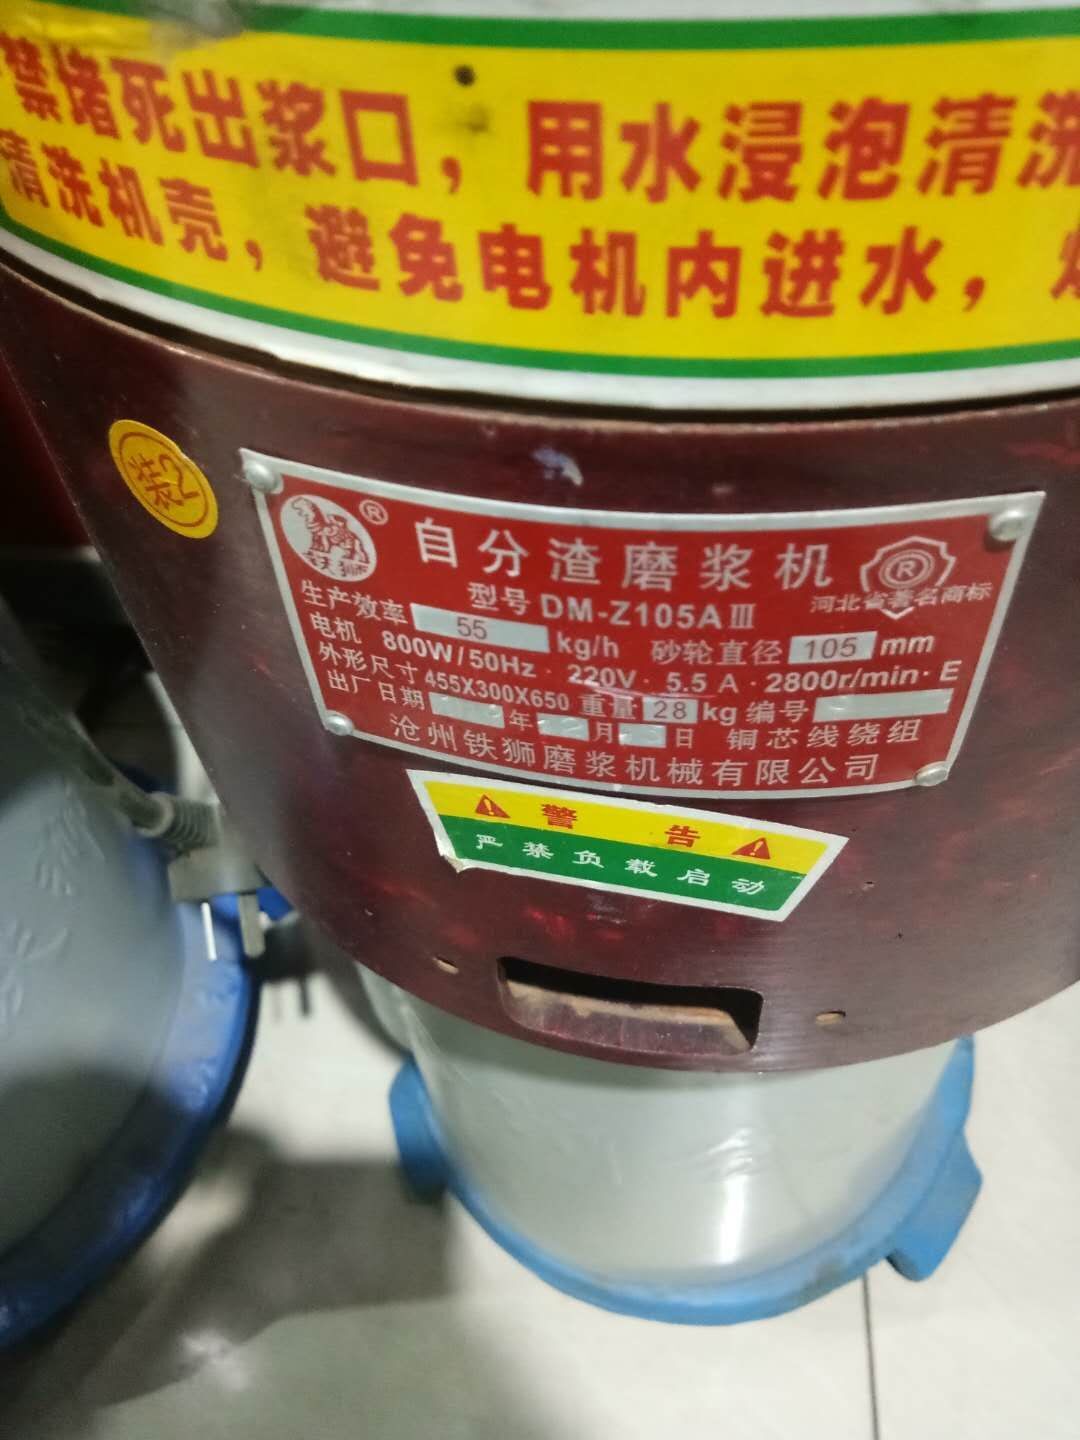 禁堵死出浆口，用水浸泡清洗
清洗机壳，避免电机内进水，
装2
铁狮
®
自分渣磨浆机
®
型号 DM-Z105AⅢ
河北省著名商标
生产效率 55 kg/h 砂轮直径 105 mm
电机 800W/50Hz · 220V · 5.5 A · 2800r/min · E
外形尺寸 455X300X650 重量 28 kg 编号
出厂日期 年 月 日 铜芯线绕组
沧州铁狮磨浆机械有限公司
警告
严禁负载启动